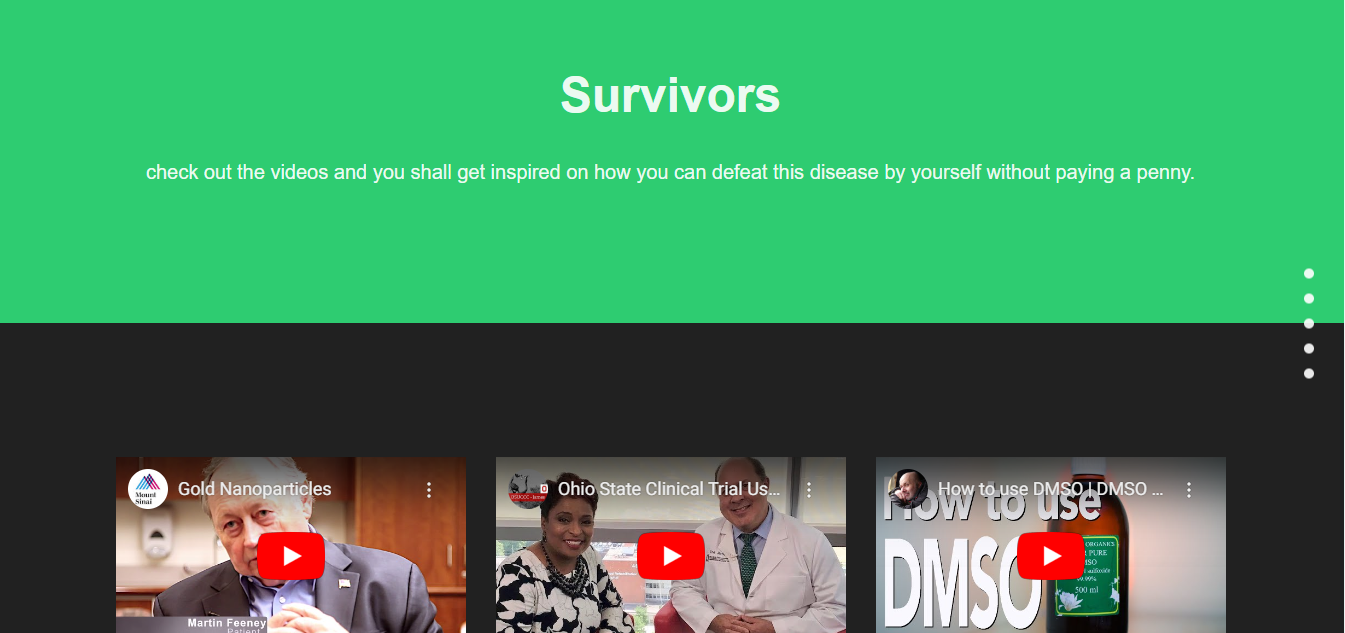 Survivors
check out the videos and you shall get inspired on how you can defeat this disease by yourself without paying a penny.
Mount
Sinai
Gold Nanoparticles
Martin Feeney
Patient
Ohio State Clinical Trial Us...
How to use DMSO | DMSO ...
How to use
DMSO
PURE
99.99%
500 ml